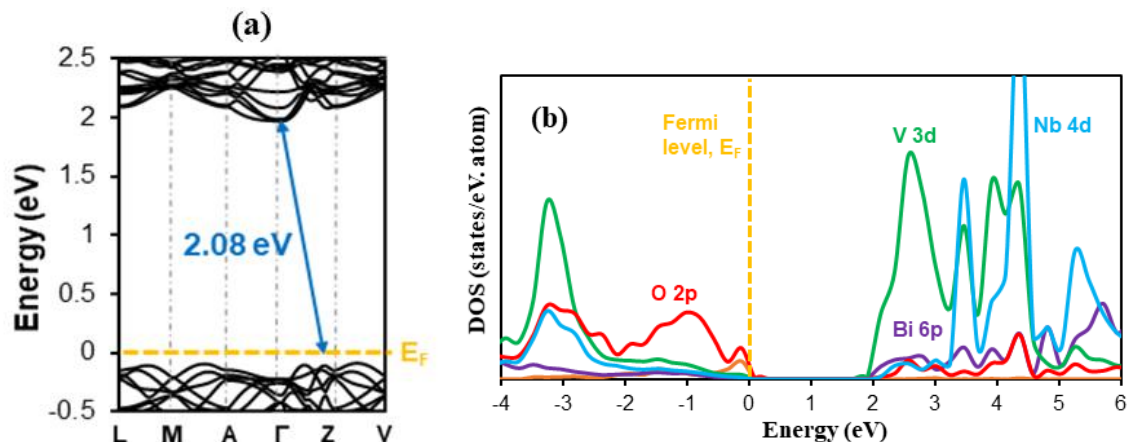 (a)
Energy (eV)
2.5
2
1.5
1
0.5
0
-0.5
2.08 eV
E_F
L M A Γ Z V
(b)
DOS (states/eV. atom)
Fermi
level, E_F
O 2p
V 3d
Nb 4d
Bi 6p
-4 -3 -2 -1 0 1 2 3 4 5 6
Energy (eV)